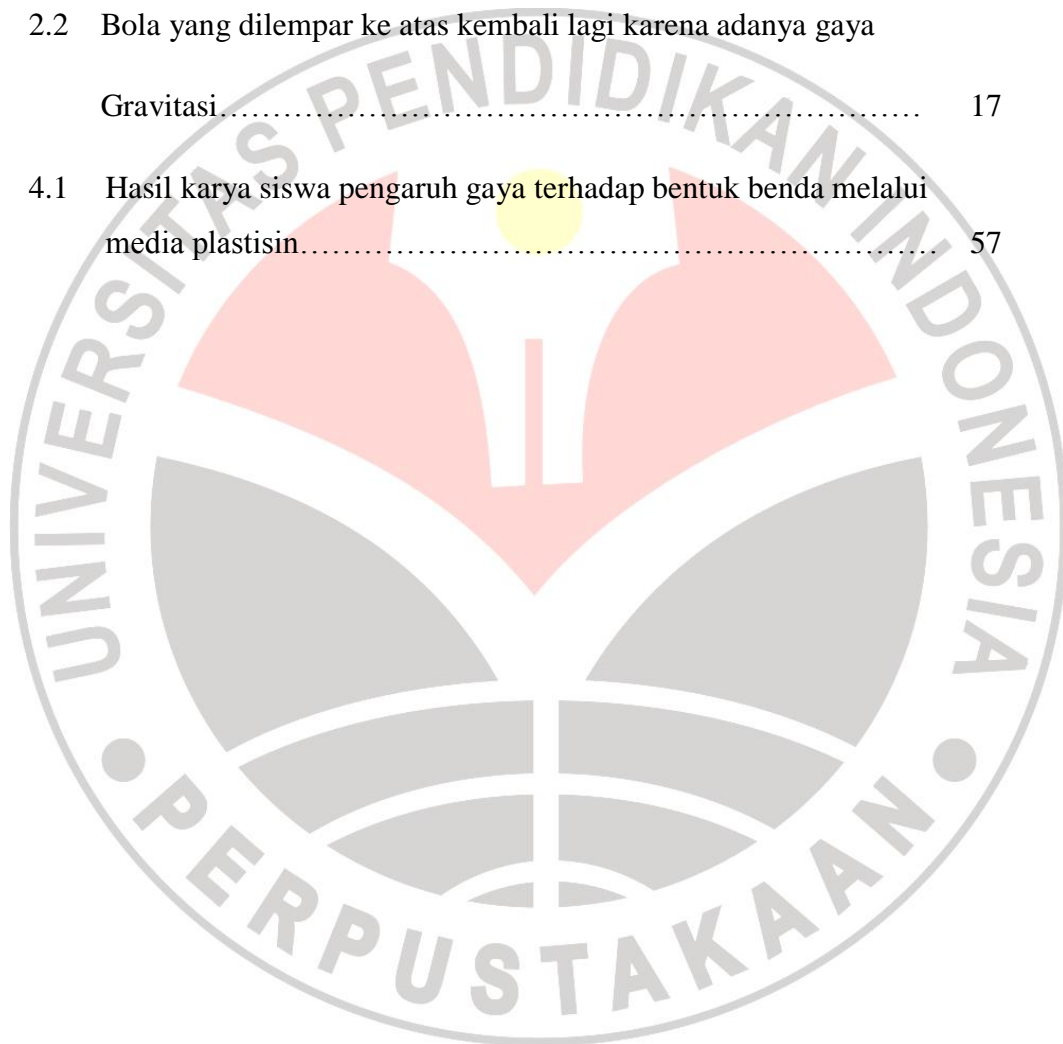 2.2 Bola yang dilempar ke atas kembali lagi karena adanya gaya
Gravitasi…………………………………………………………… 17
4.1 Hasil karya siswa pengaruh gaya terhadap bentuk benda melalui
media plastisin……………………………………………………… 57
UNIVERSITAS PENDIDIKAN INDONESIA
PERPUSTAKAAN